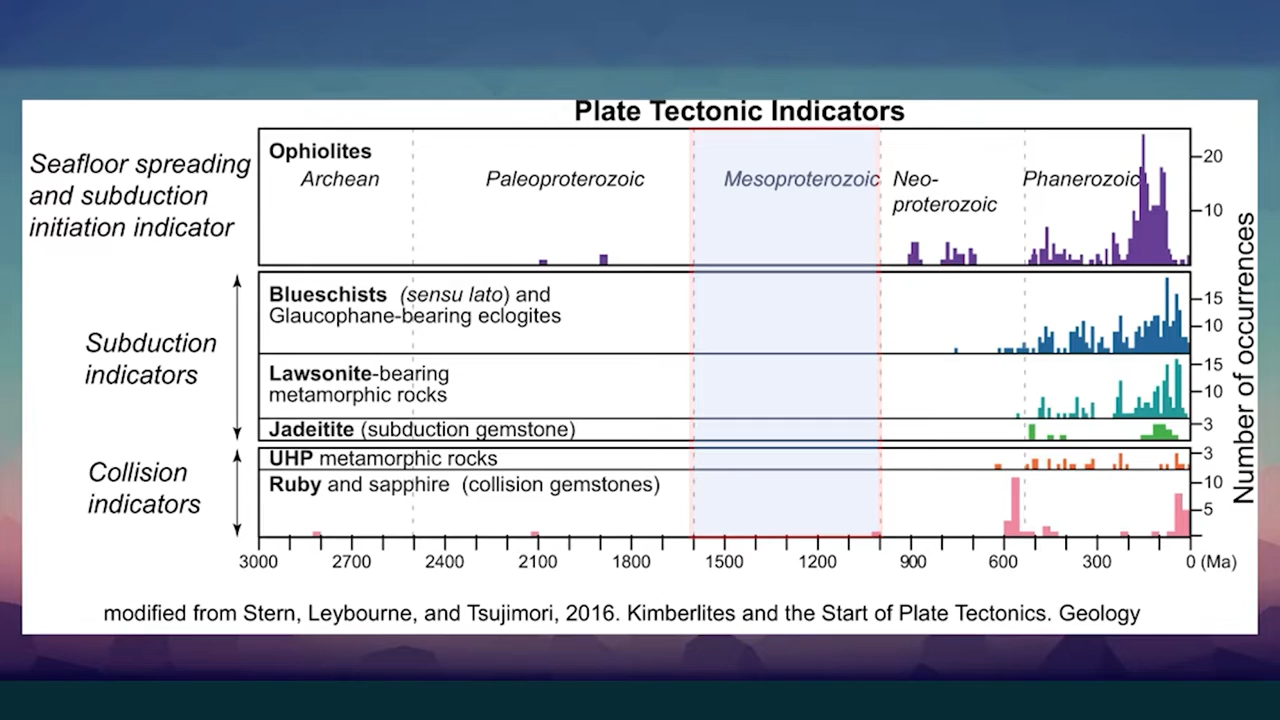 Plate Tectonic Indicators
Seafloor spreading
and subduction
initiation indicator
Ophiolites
Archean
Paleoproterozoic
Mesoproterozoic
Neo-
proterozoic
Phanerozoic
20
10
Subduction
indicators
Blueschists (sensu lato) and
Glaucophane-bearing eclogites
15
10
Lawsonite-bearing
metamorphic rocks
15
10
Jadeitite (subduction gemstone)
3
Collision
indicators
UHP metamorphic rocks
3
Ruby and sapphire (collision gemstones)
10
5
Number of occurrences
3000 2700 2400 2100 1800 1500 1200 900 600 300 0 (Ma)
modified from Stern, Leybourne, and Tsujimori, 2016. Kimberlites and the Start of Plate Tectonics. Geology